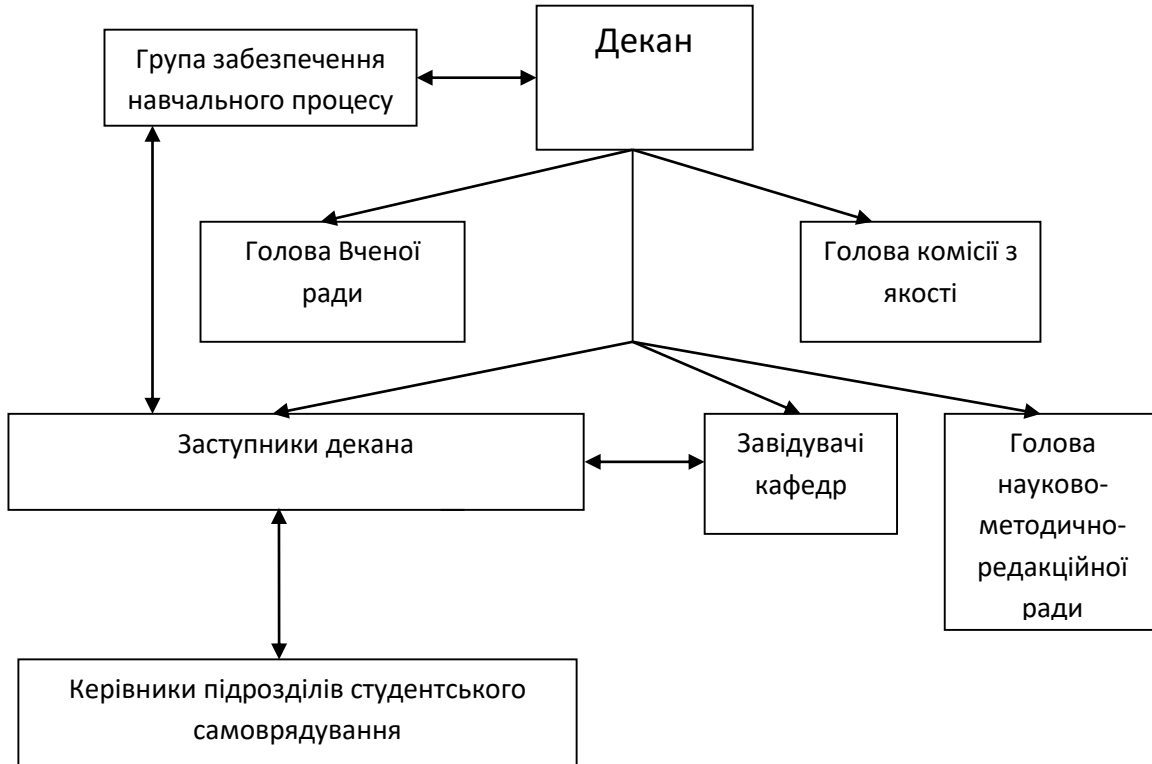 Декан
Група забезпечення
навчального процесу
Голова Вченої
ради
Голова комісії з
якості
Заступники декана
Завідувачі
кафедр
Голова
науково-
методично-
редакційної
ради
Керівники підрозділів студентського
самоврядування